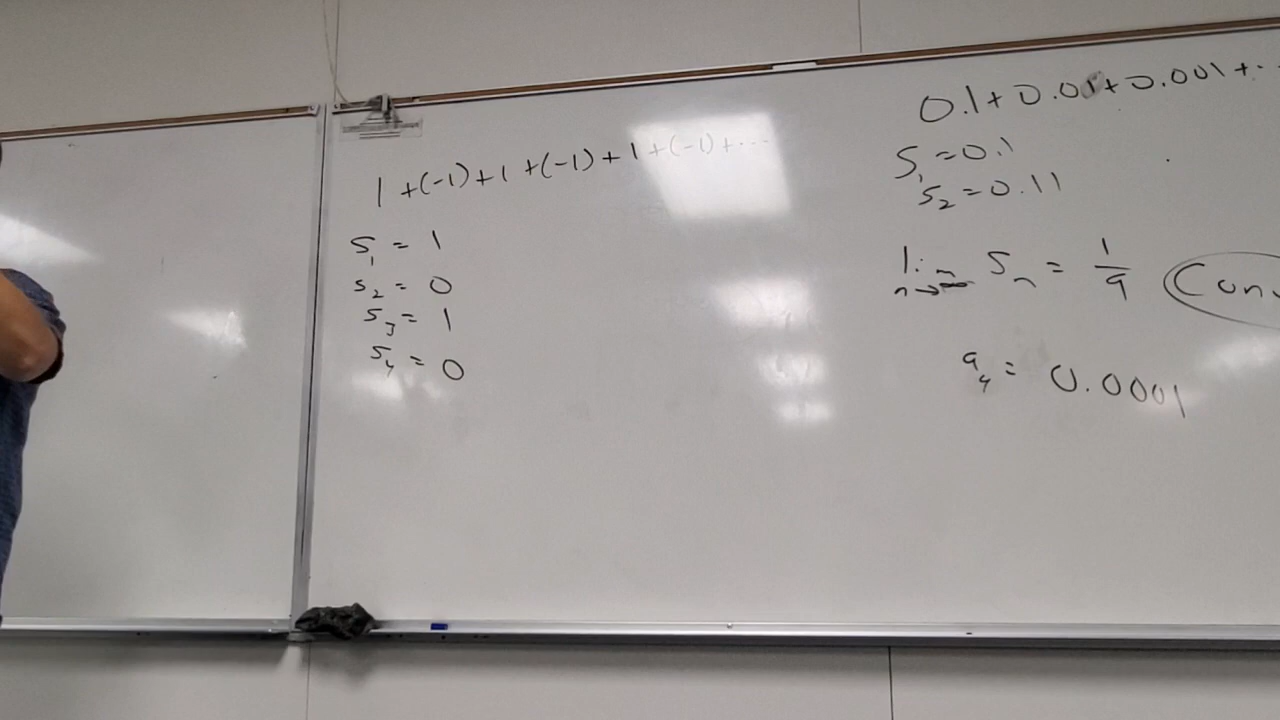 1 + (-1) + 1 + (-1) + 1 + (-1) + ...
S₁ = 1
S₂ = 0
S₃ = 1
S₄ = 0
0.1 + 0.01 + 0.001 + ...
S₁ = 0.1
S₂ = 0.11
lim n→∞ Sₙ = 1/9 Conv
a₄ = 0.0001